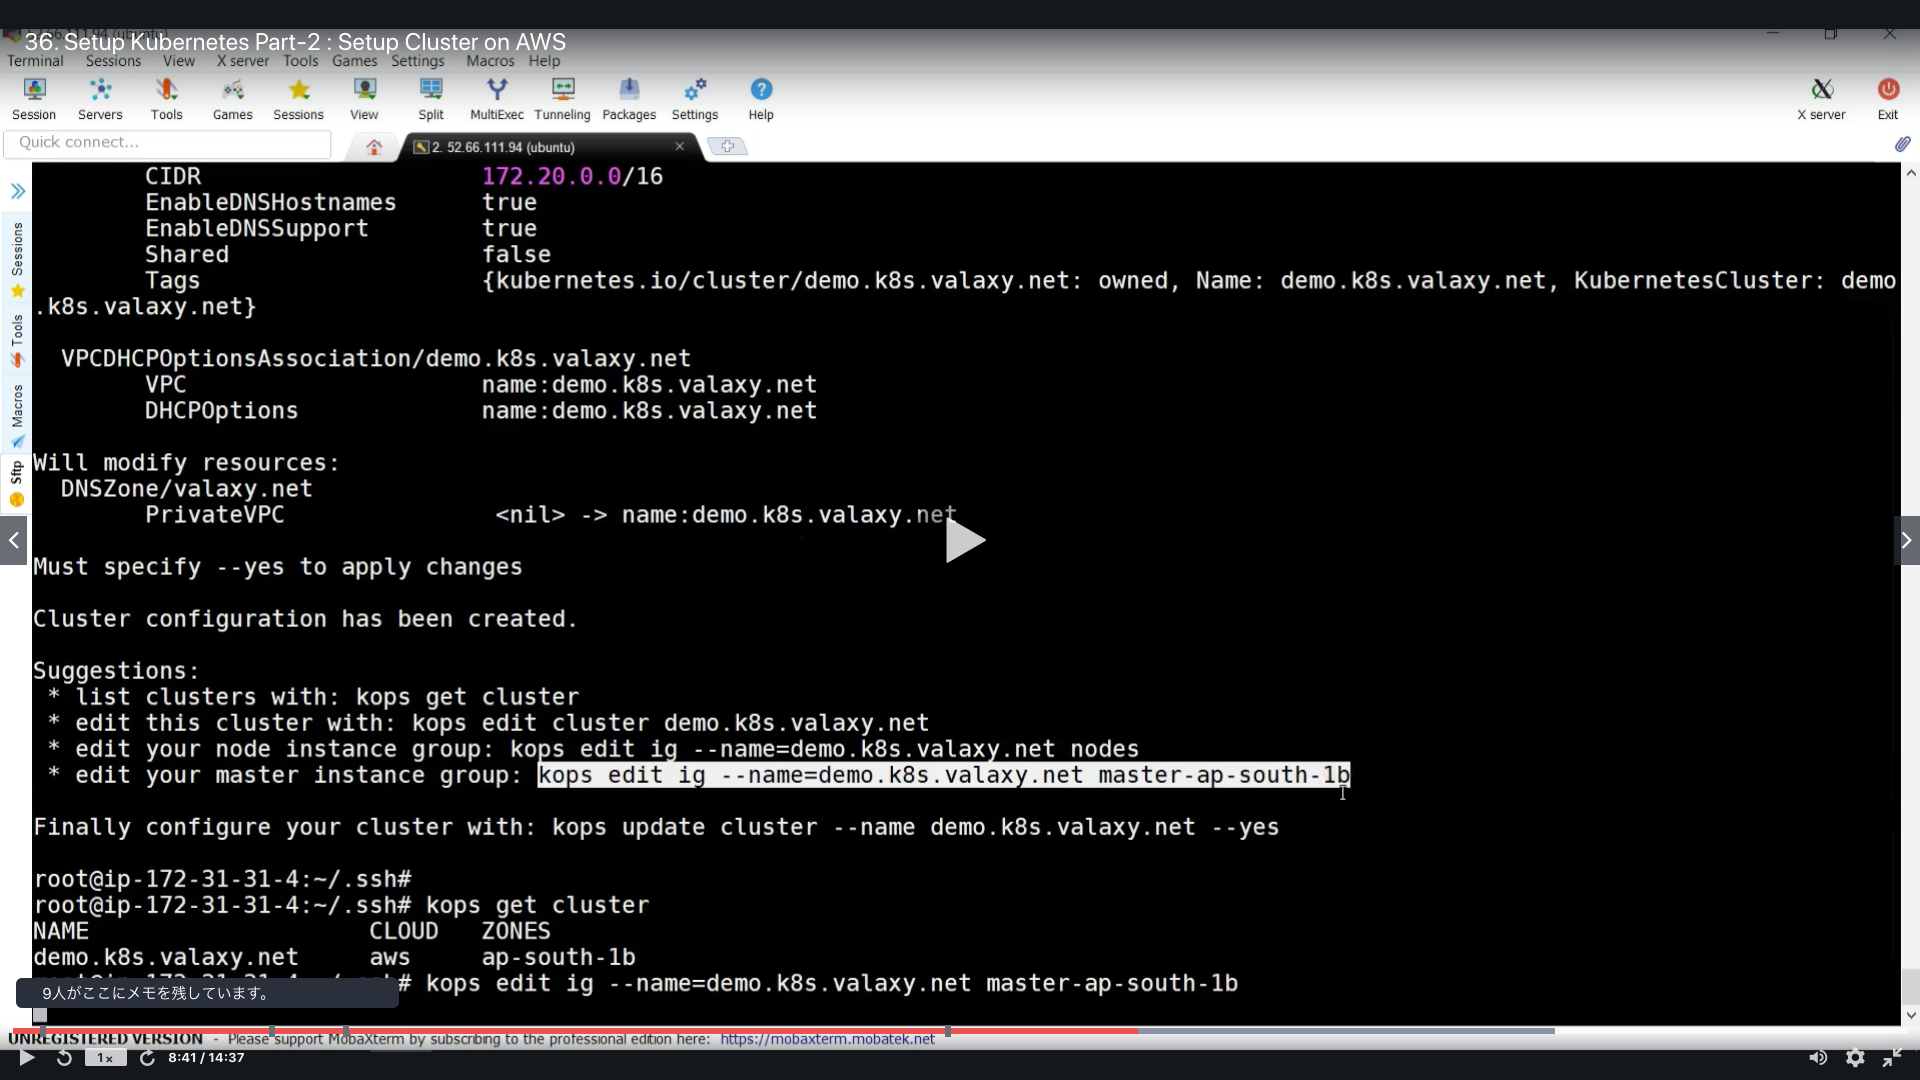 36. Setup Kubernetes Part-2 : Setup Cluster on AWS
Terminal Sessions View X server Tools Games Settings Macros Help
Session Servers Tools Games Sessions View Split MultiExec Tunneling Packages Settings Help X server Exit
Quick connect...
2. 52.66.111.94 (ubuntu)
Sessions
Tools
Macros
Sftp
CIDR 172.20.0.0/16
EnableDNSHostnames true
EnableDNSSupport true
Shared false
Tags {kubernetes.io/cluster/demo.k8s.valaxy.net: owned, Name: demo.k8s.valaxy.net, KubernetesCluster: demo
.k8s.valaxy.net}
VPCDHCPOptionsAssociation/demo.k8s.valaxy.net
VPC name:demo.k8s.valaxy.net
DHCPOptions name:demo.k8s.valaxy.net
Will modify resources:
DNSZone/valaxy.net
PrivateVPC <nil> -> name:demo.k8s.valaxy.net
Must specify --yes to apply changes
Cluster configuration has been created.
Suggestions:
* list clusters with: kops get cluster
* edit this cluster with: kops edit cluster demo.k8s.valaxy.net
* edit your node instance group: kops edit ig --name=demo.k8s.valaxy.net nodes
* edit your master instance group: kops edit ig --name=demo.k8s.valaxy.net master-ap-south-1b
Finally configure your cluster with: kops update cluster --name demo.k8s.valaxy.net --yes
root@ip-172-31-31-4:~/.ssh#
root@ip-172-31-31-4:~/.ssh# kops get cluster
NAME CLOUD ZONES
demo.k8s.valaxy.net aws ap-south-1b
# kops edit ig --name=demo.k8s.valaxy.net master-ap-south-1b
9人がここにメモを残しています。
UNREGISTERED VERSION - Please support MobaXterm by subscribing to the professional edition here: https://mobaxterm.mobatek.net
1x 8:41 / 14:37